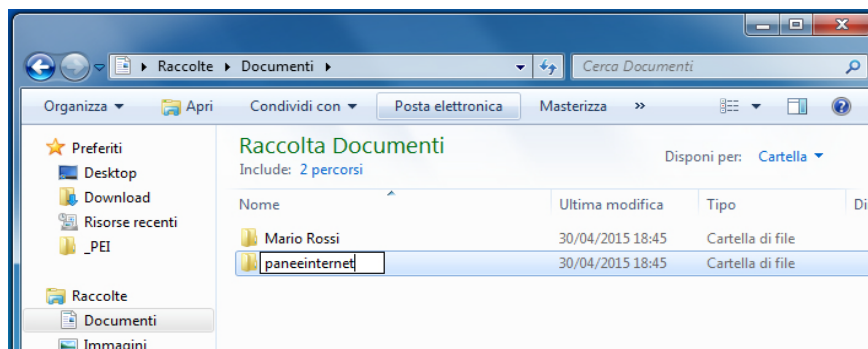 Raccolte Documenti
Cerca Documenti
Organizza Apri Condividi con Posta elettronica Masterizza »
Preferiti
Desktop
Download
Risorse recenti
_PEI
Raccolte
Documenti
Immagini
Raccolta Documenti
Include: 2 percorsi
Disponi per: Cartella
Nome Ultima modifica Tipo Di
Mario Rossi 30/04/2015 18:45 Cartella di file
paneeinternet 30/04/2015 18:45 Cartella di file